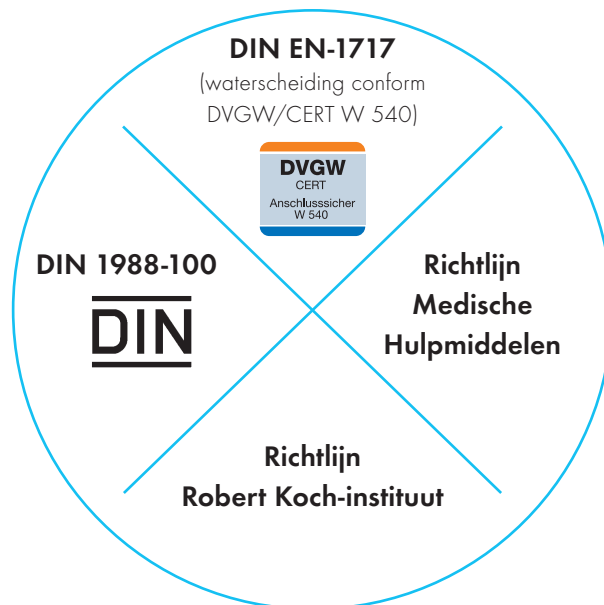 DIN EN-1717
(waterscheiding conform
DVGW/CERT W 540)
DVGW
CERT
Anschlusssicher
W 540
DIN 1988-100
DIN
Richtlijn
Medische
Hulpmiddelen
Richtlijn
Robert Koch-instituut